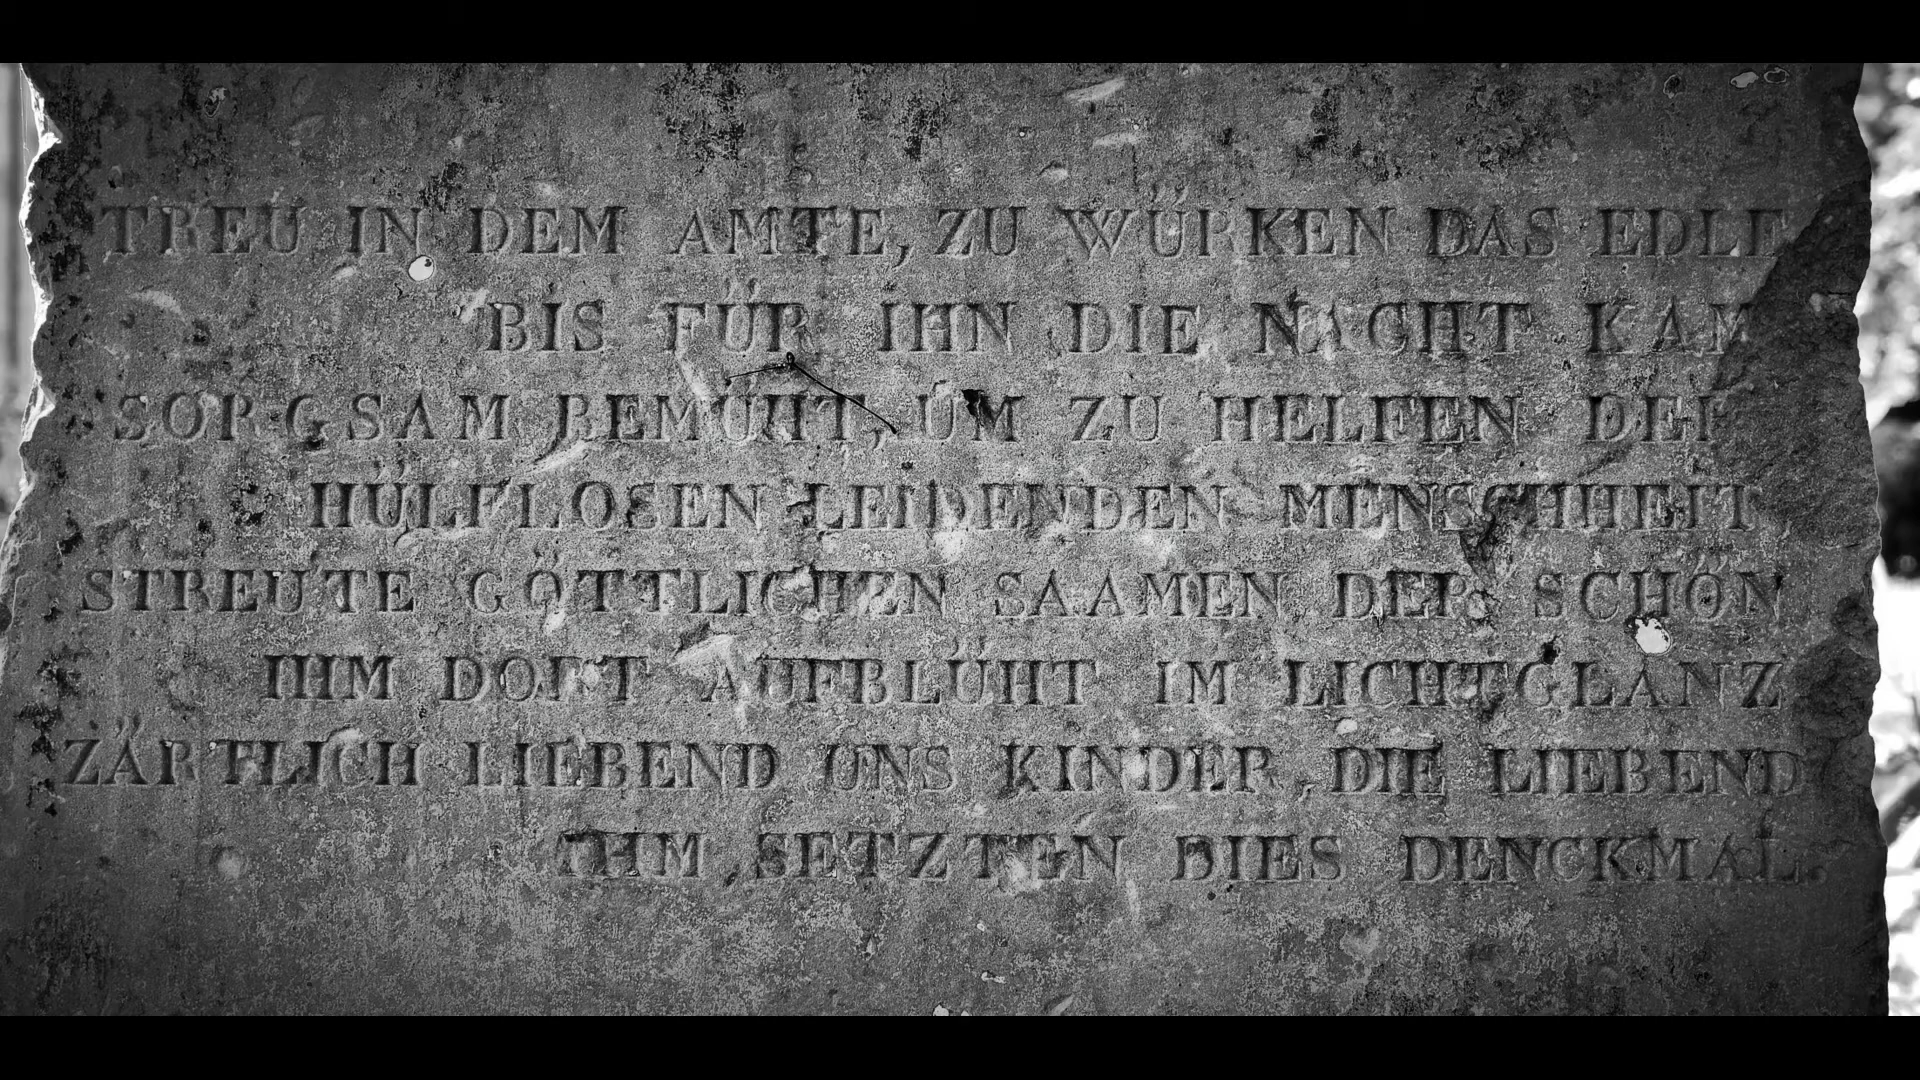 TREU IN DEM AMTE, ZU WÜRKEN DAS EDLE
BIS FÜR IHN DIE NACHT KAM
SORGSAM BEMÜHT, UM ZU HELFEN DER
HÜLFLOSEN LEIDENDEN MENSCHHEIT
STREUTE GÖTTLICHEN SAAMEN DER SCHÖN
IHM DORT AUFBLÜHT IM LICHTGLANZ
ZÄRTLICH LIEBEND UNS KINDER, DIE LIEBEND
IHM, SETZTEN DIES DENCKMAL.